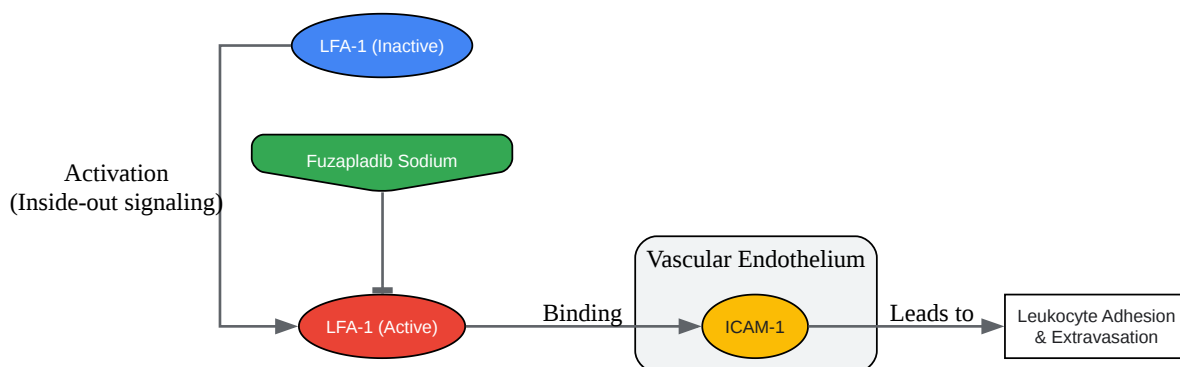 LFA-1 (Inactive)
Fuzapladib Sodium
Activation
(Inside-out signaling)
Vascular Endothelium
LFA-1 (Active)
Binding
ICAM-1
Leads to
Leukocyte Adhesion
& Extravasation